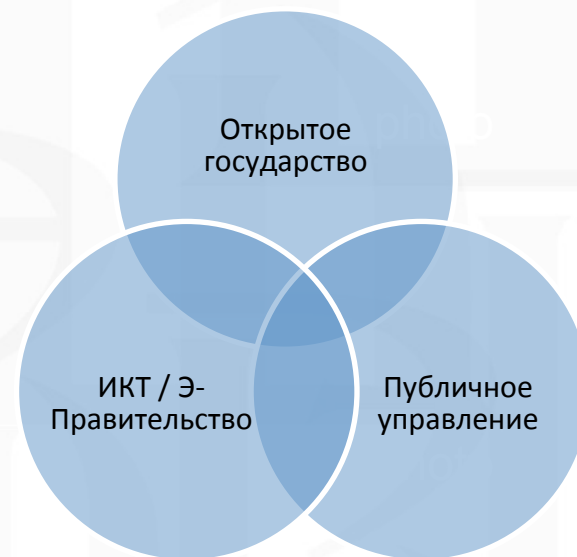 Открытое
государство
ИКТ / Э-
Правительство
Публичное
управление